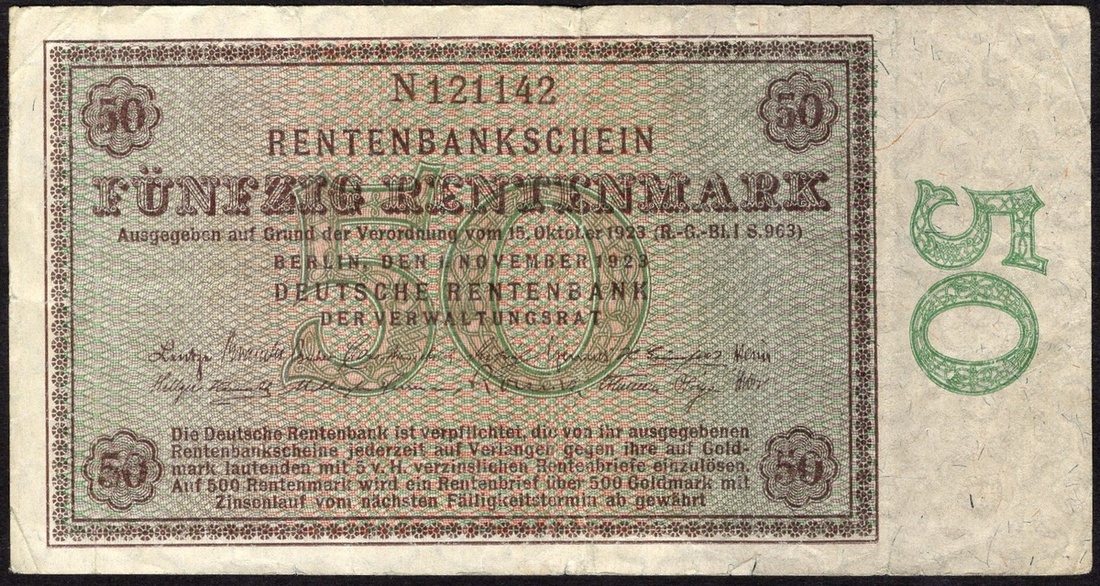 N121142
50 50
RENTENBANKSCHEIN
FÜNFZIG RENTENMARK
Ausgegeben auf Grund der Verordnung vom 15. Oktober 1923 (R.-G.-Bl. I S. 963)
BERLIN, DEN 1. NOVEMBER 1923
DEUTSCHE RENTENBANK
DER VERWALTUNGSRAT
50
Lentze
50 50
Die Deutsche Rentenbank ist verpflichtet, die von ihr ausgegebenen
Rentenbankscheine jederzeit auf Verlangen gegen ihre auf Gold-
mark lautenden mit 5 v. H. verzinslichen Rentenbriefe einzulösen.
Auf 500 Rentenmark wird ein Rentenbrief über 500 Goldmark mit
Zinsenlauf vom nächsten Fälligkeitstermin ab gewährt
50